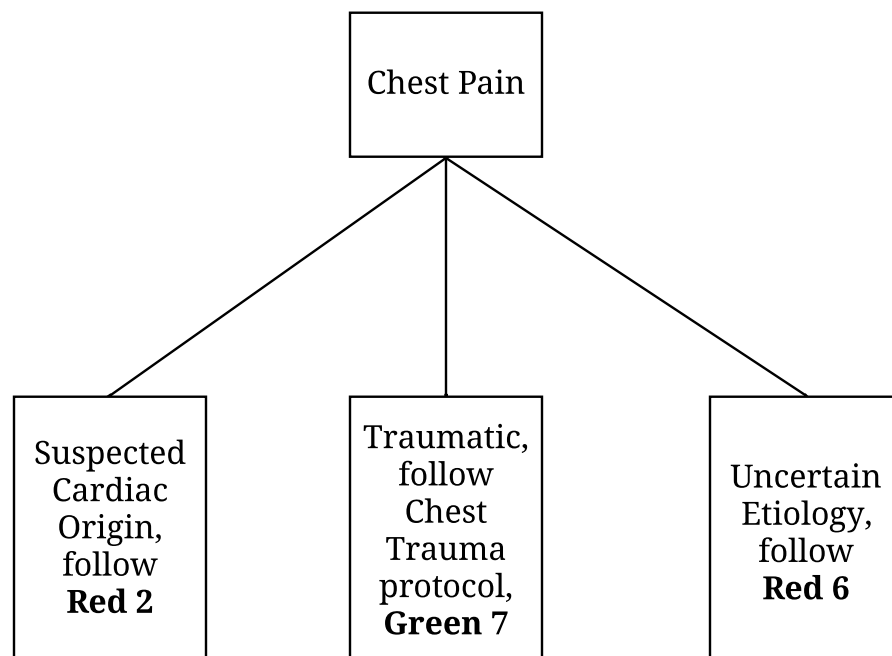 Chest Pain
Suspected
Cardiac
Origin,
follow
Red 2
Traumatic,
follow
Chest
Trauma
protocol,
Green 7
Uncertain
Etiology,
follow
Red 6